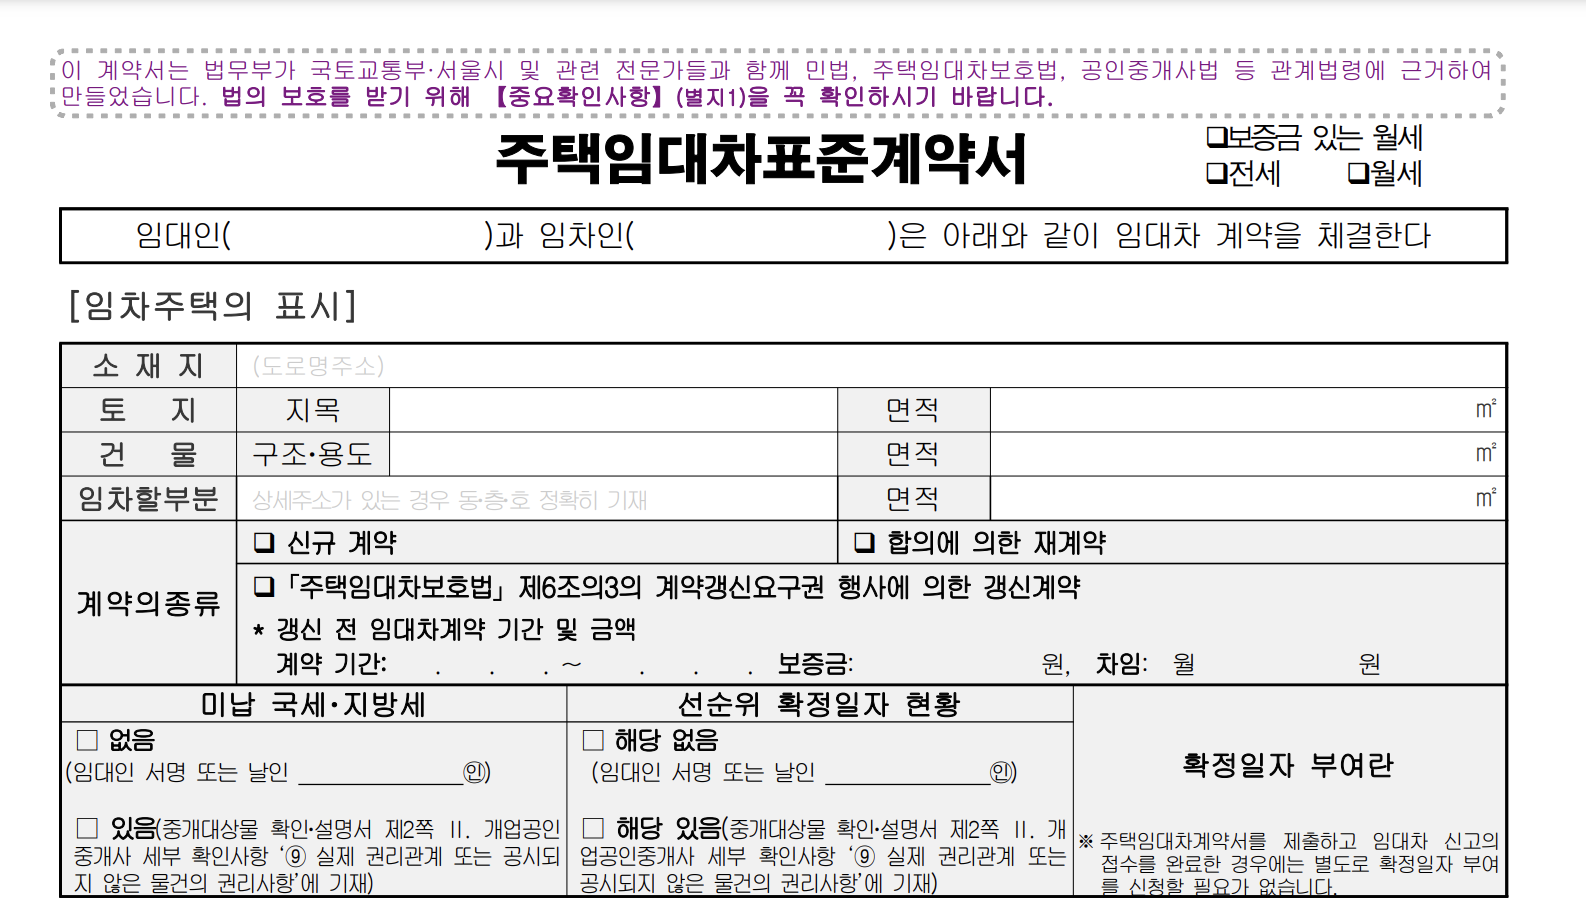 이 계약서는 법무부가 국토교통부·서울시 및 관련 전문가들과 함께 민법, 주택임대차보호법, 공인중개사법 등 관계법령에 근거하여
만들었습니다. 법의 보호를 받기 위해 【중요확인사항】(별지1)을 꼭 확인하시기 바랍니다.
주택임대차표준계약서
❑보증금 있는 월세
❑전세 ❑월세
임대인( )과 임차인( )은 아래와 같이 임대차 계약을 체결한다
[임차주택의 표시]
소 재 지 (도로명주소)
토 지 지목 면적 ㎡
건 물 구조·용도 면적 ㎡
임차할부분 상세주소가 있는 경우 동·층·호 정확히 기재 면적 ㎡
계약의종류
❑ 신규 계약 ❑ 합의에 의한 재계약
❑「주택임대차보호법」제6조의3의 계약갱신요구권 행사에 의한 갱신계약
* 갱신 전 임대차계약 기간 및 금액
계약 기간: . . . ~ . . . 보증금: 원, 차임: 월 원
미납 국세·지방세
□ 없음
(임대인 서명 또는 날인 ____________㊞)
□ 있음(중개대상물 확인·설명서 제2쪽 Ⅱ. 개업공인
중개사 세부 확인사항 ‘⑨ 실제 권리관계 또는 공시되
지 않은 물건의 권리사항’에 기재)
선순위 확정일자 현황
□ 해당 없음
(임대인 서명 또는 날인 ____________㊞)
□ 해당 있음(중개대상물 확인·설명서 제2쪽 Ⅱ. 개
업공인중개사 세부 확인사항 ‘⑨ 실제 권리관계 또는
공시되지 않은 물건의 권리사항’에 기재)
확정일자 부여란
※ 주택임대차계약서를 제출하고 임대차 신고의
접수를 완료한 경우에는 별도로 확정일자 부여
를 신청할 필요가 없습니다.